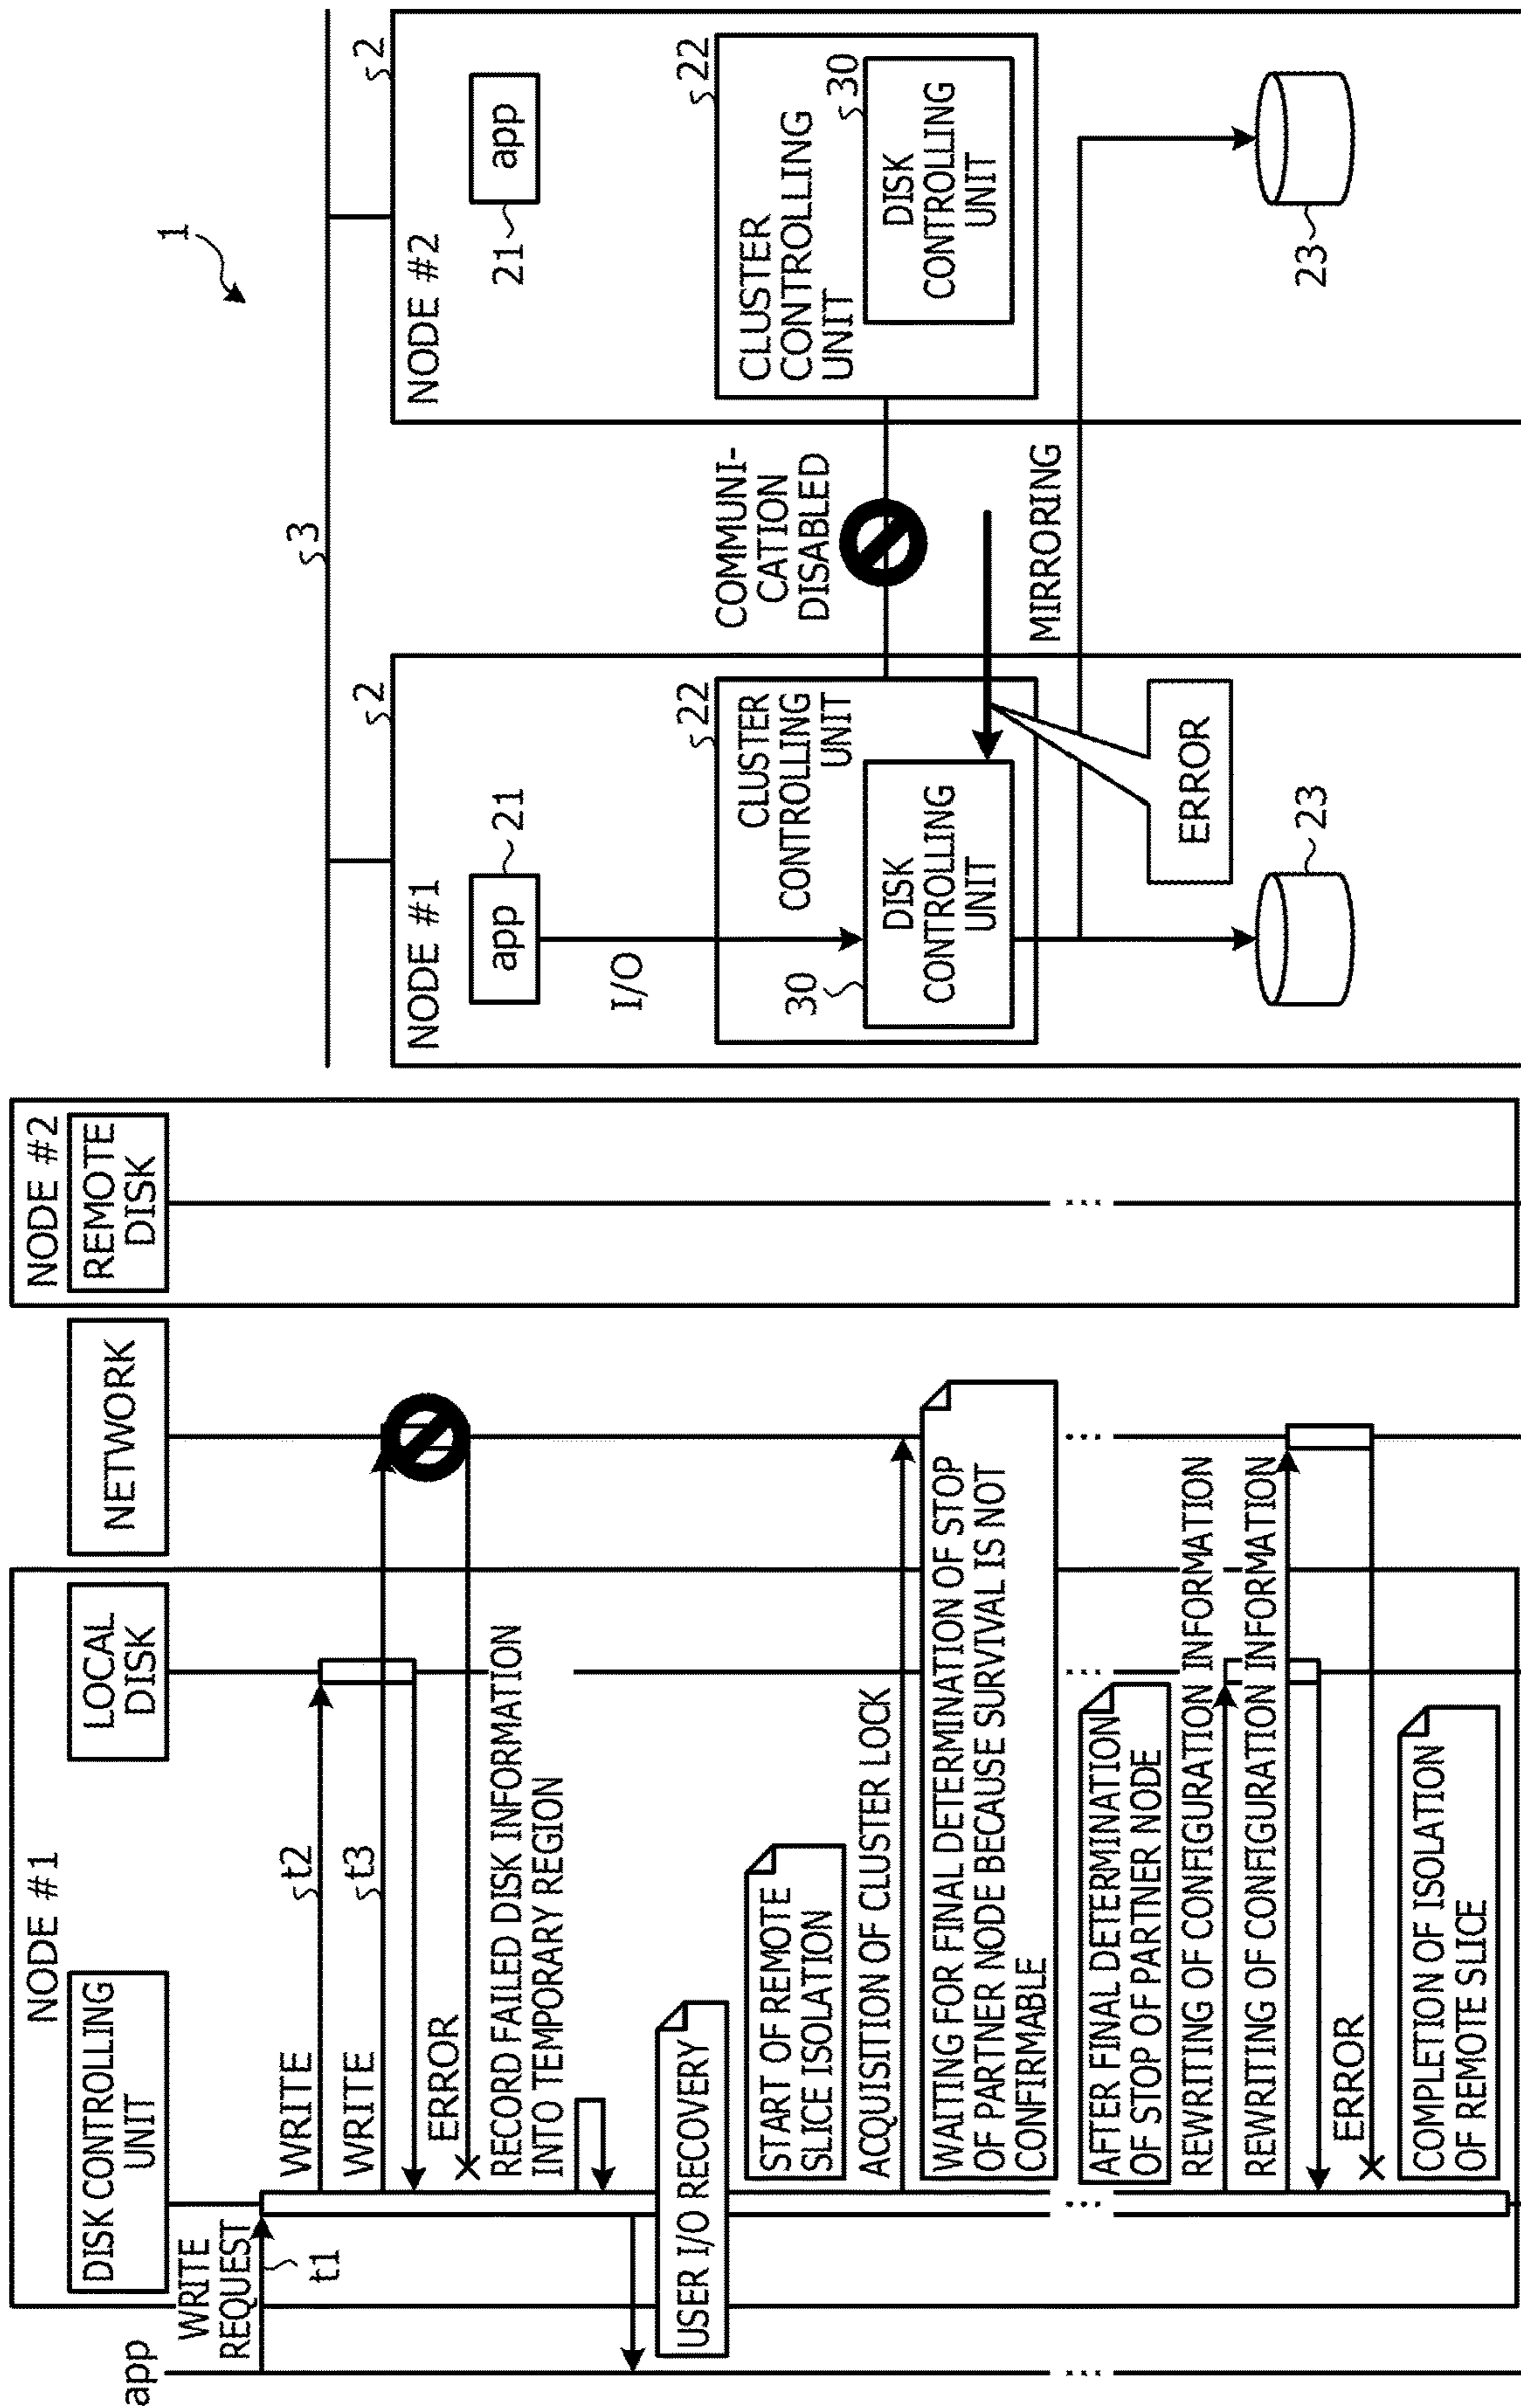 app
WRITE
REQUEST
t1
NODE #1
DISK CONTROLLING
UNIT
LOCAL
DISK
NETWORK
NODE #2
REMOTE
DISK
WRITE
t2
WRITE
t3
ERROR
RECORD FAILED DISK INFORMATION
INTO TEMPORARY REGION
USER I/O RECOVERY
START OF REMOTE
SLICE ISOLATION
ACQUISITION OF CLUSTER LOCK
WAITING FOR FINAL DETERMINATION OF STOP
OF PARTNER NODE BECAUSE SURVIVAL IS NOT
CONFIRMABLE
AFTER FINAL DETERMINATION
OF STOP OF PARTNER NODE
REWRITING OF CONFIGURATION INFORMATION
REWRITING OF CONFIGURATION INFORMATION
ERROR
COMPLETION OF ISOLATION
OF REMOTE SLICE
1
3
2
NODE #1
app
21
I/O
22
CLUSTER
CONTROLLING
UNIT
30
DISK
CONTROLLING
UNIT
ERROR
23
COMMUNI-
CATION
DISABLED
MIRRORING
2
NODE #2
app
21
22
CLUSTER
CONTROLLING
UNIT
30
DISK
CONTROLLING
UNIT
23